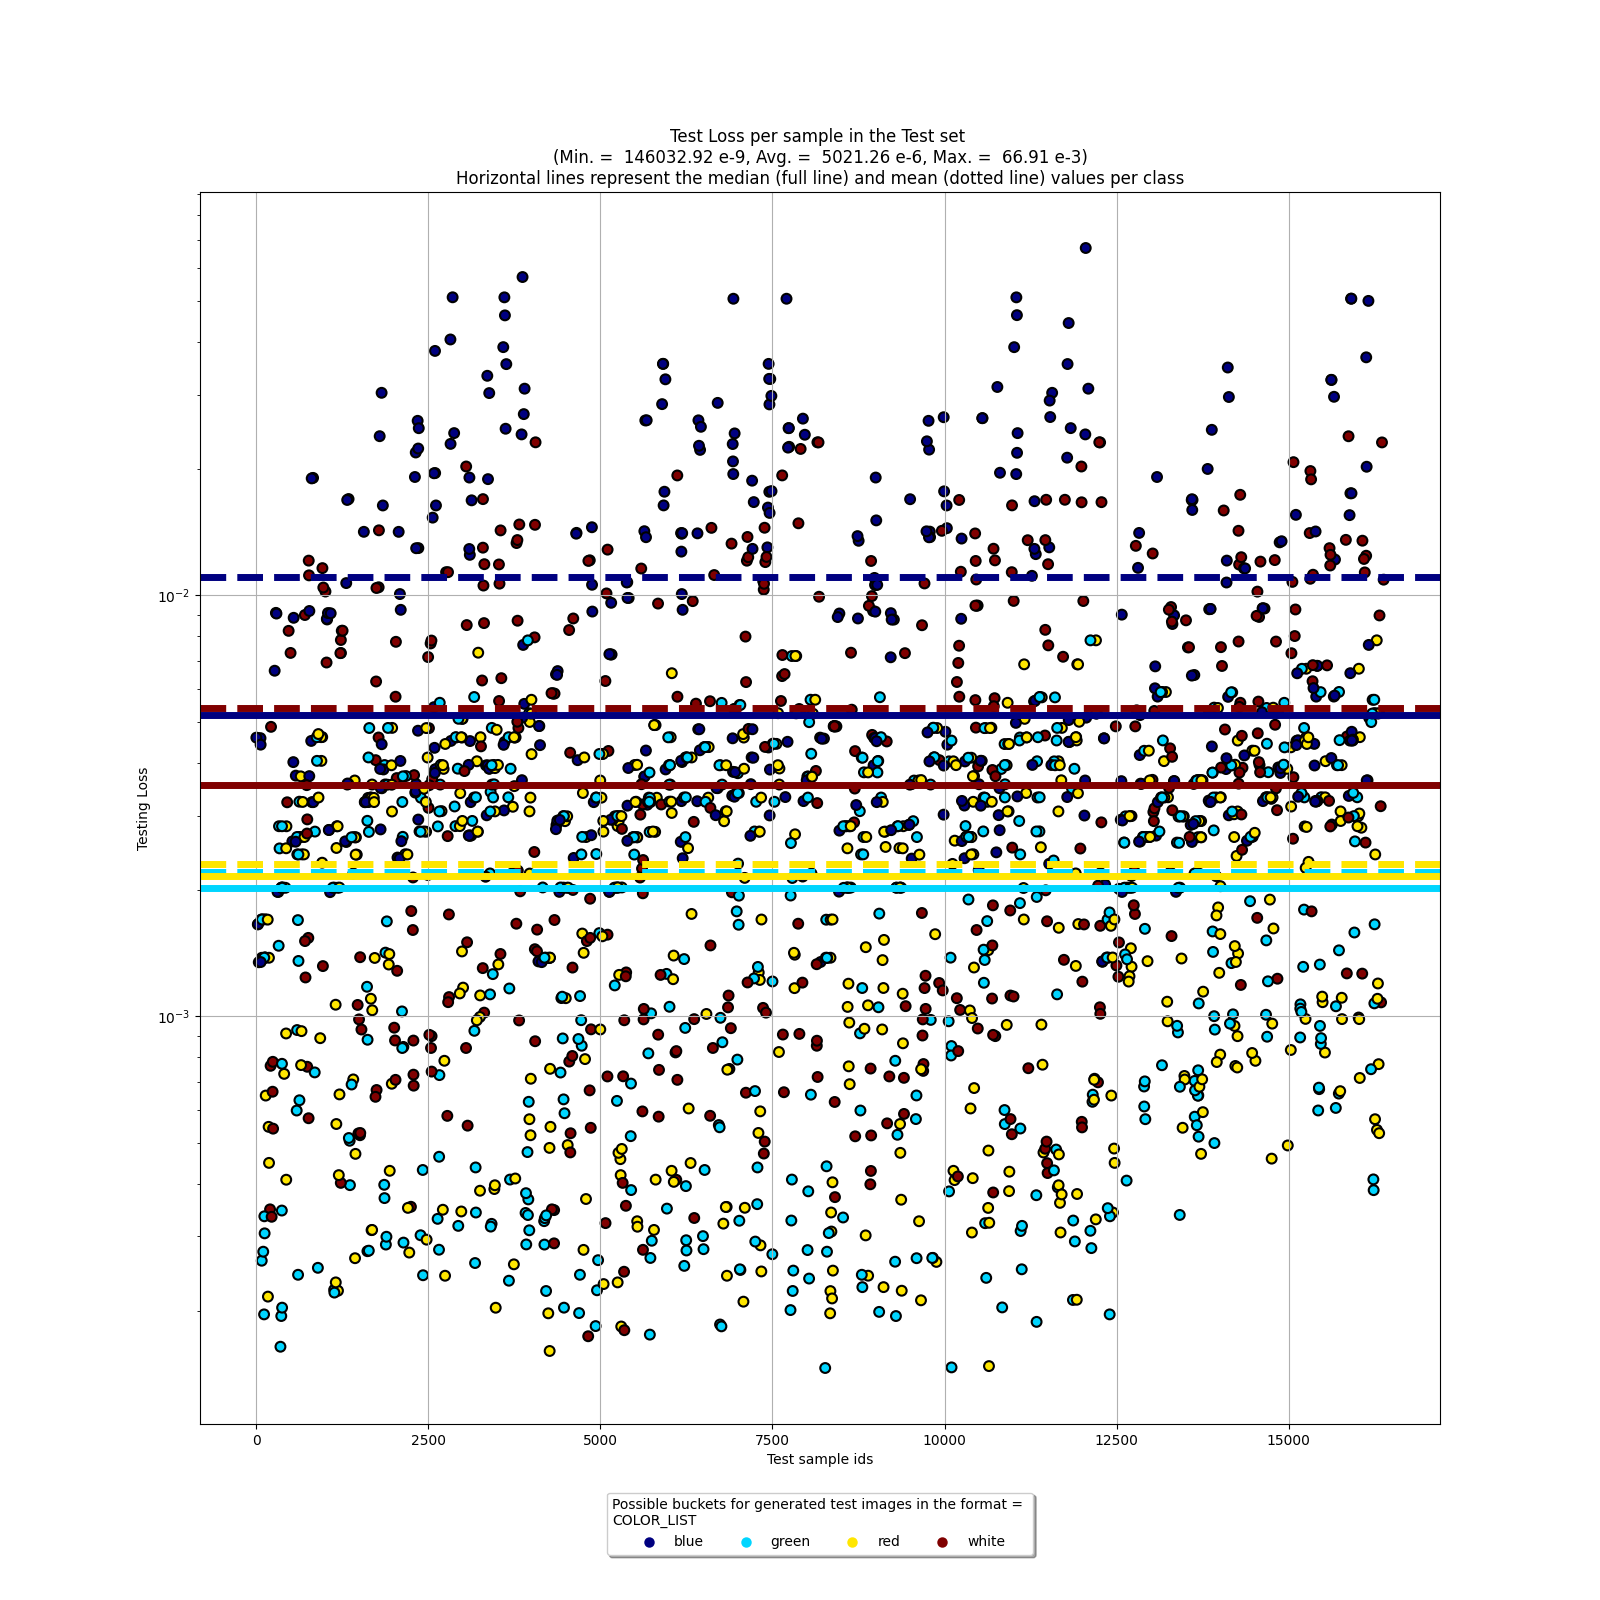 Test Loss per sample in the Test set
(Min. =  146032.92 e-9, Avg. =  5021.26 e-6, Max. =  66.91 e-3)
Horizontal lines represent the median (full line) and mean (dotted line) values per class
Testing Loss
10⁻²
10⁻³
0 2500 5000 7500 10000 12500 15000
Test sample ids
Possible buckets for generated test images in the format =
COLOR_LIST
blue green red white